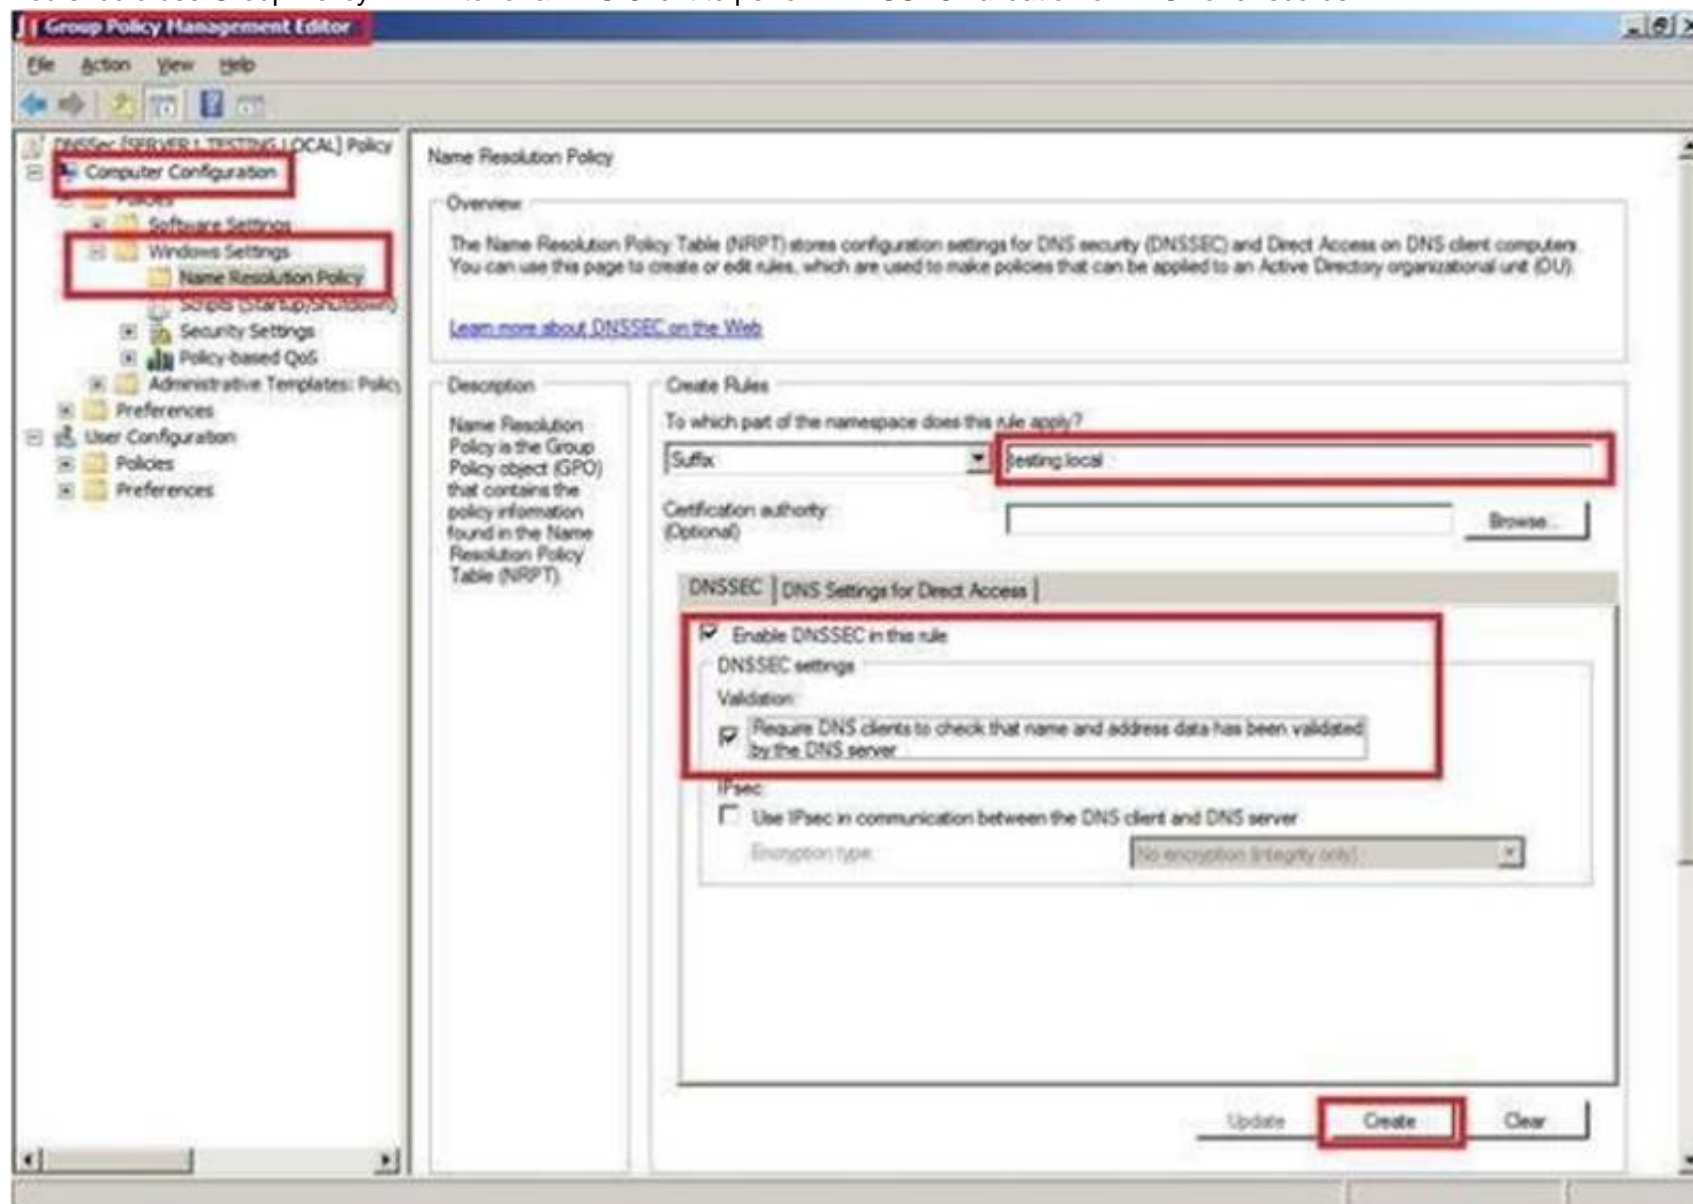 Group Policy Management Editor
File Action View Help
DNSSec [SERVER1.TESTING.LOCAL] Policy
Computer Configuration
Policies
Software Settings
Windows Settings
Name Resolution Policy
Scripts (Startup/Shutdown)
Security Settings
Policy-based QoS
Administrative Templates: Policy
Preferences
User Configuration
Policies
Preferences
Name Resolution Policy
Overview
The Name Resolution Policy Table (NRPT) stores configuration settings for DNS security (DNSSEC) and Direct Access on DNS client computers.
You can use this page to create or edit rules, which are used to make policies that can be applied to an Active Directory organizational unit (OU).
Learn more about DNSSEC on the Web
Description
Name Resolution
Policy is the Group
Policy object (GPO)
that contains the
policy information
found in the Name
Resolution Policy
Table (NRPT).
Create Rules
To which part of the namespace does this rule apply?
Suffix testing.local
Certification authority:
(Optional)
Browse...
DNSSEC DNS Settings for Direct Access
Enable DNSSEC in this rule
DNSSEC settings
Validation:
Require DNS clients to check that name and address data has been validated
by the DNS server
IPsec:
Use IPsec in communication between the DNS client and DNS server
Encryption type: No encryption (integrity only)
Update Create Clear